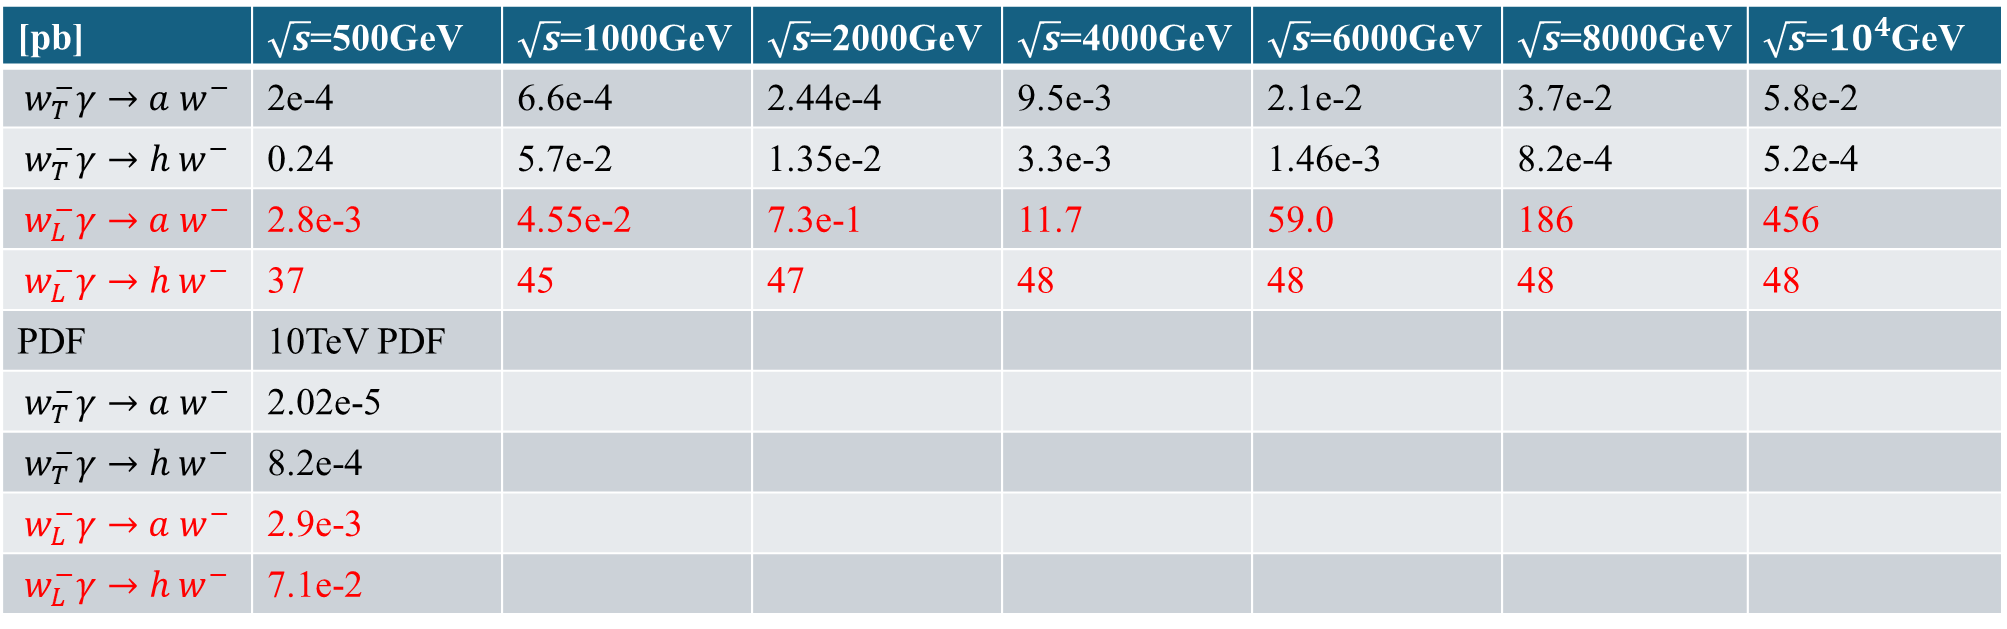 [pb] √s=500GeV √s=1000GeV √s=2000GeV √s=4000GeV √s=6000GeV √s=8000GeV √s=10⁴GeV
w_T^−γ → a w^− 2e-4 6.6e-4 2.44e-4 9.5e-3 2.1e-2 3.7e-2 5.8e-2
w_T^−γ → h w^− 0.24 5.7e-2 1.35e-2 3.3e-3 1.46e-3 8.2e-4 5.2e-4
w_L^−γ → a w^− 2.8e-3 4.55e-2 7.3e-1 11.7 59.0 186 456
w_L^−γ → h w^− 37 45 47 48 48 48 48
PDF 10TeV PDF
w_T^−γ → a w^− 2.02e-5
w_T^−γ → h w^− 8.2e-4
w_L^−γ → a w^− 2.9e-3
w_L^−γ → h w^− 7.1e-2